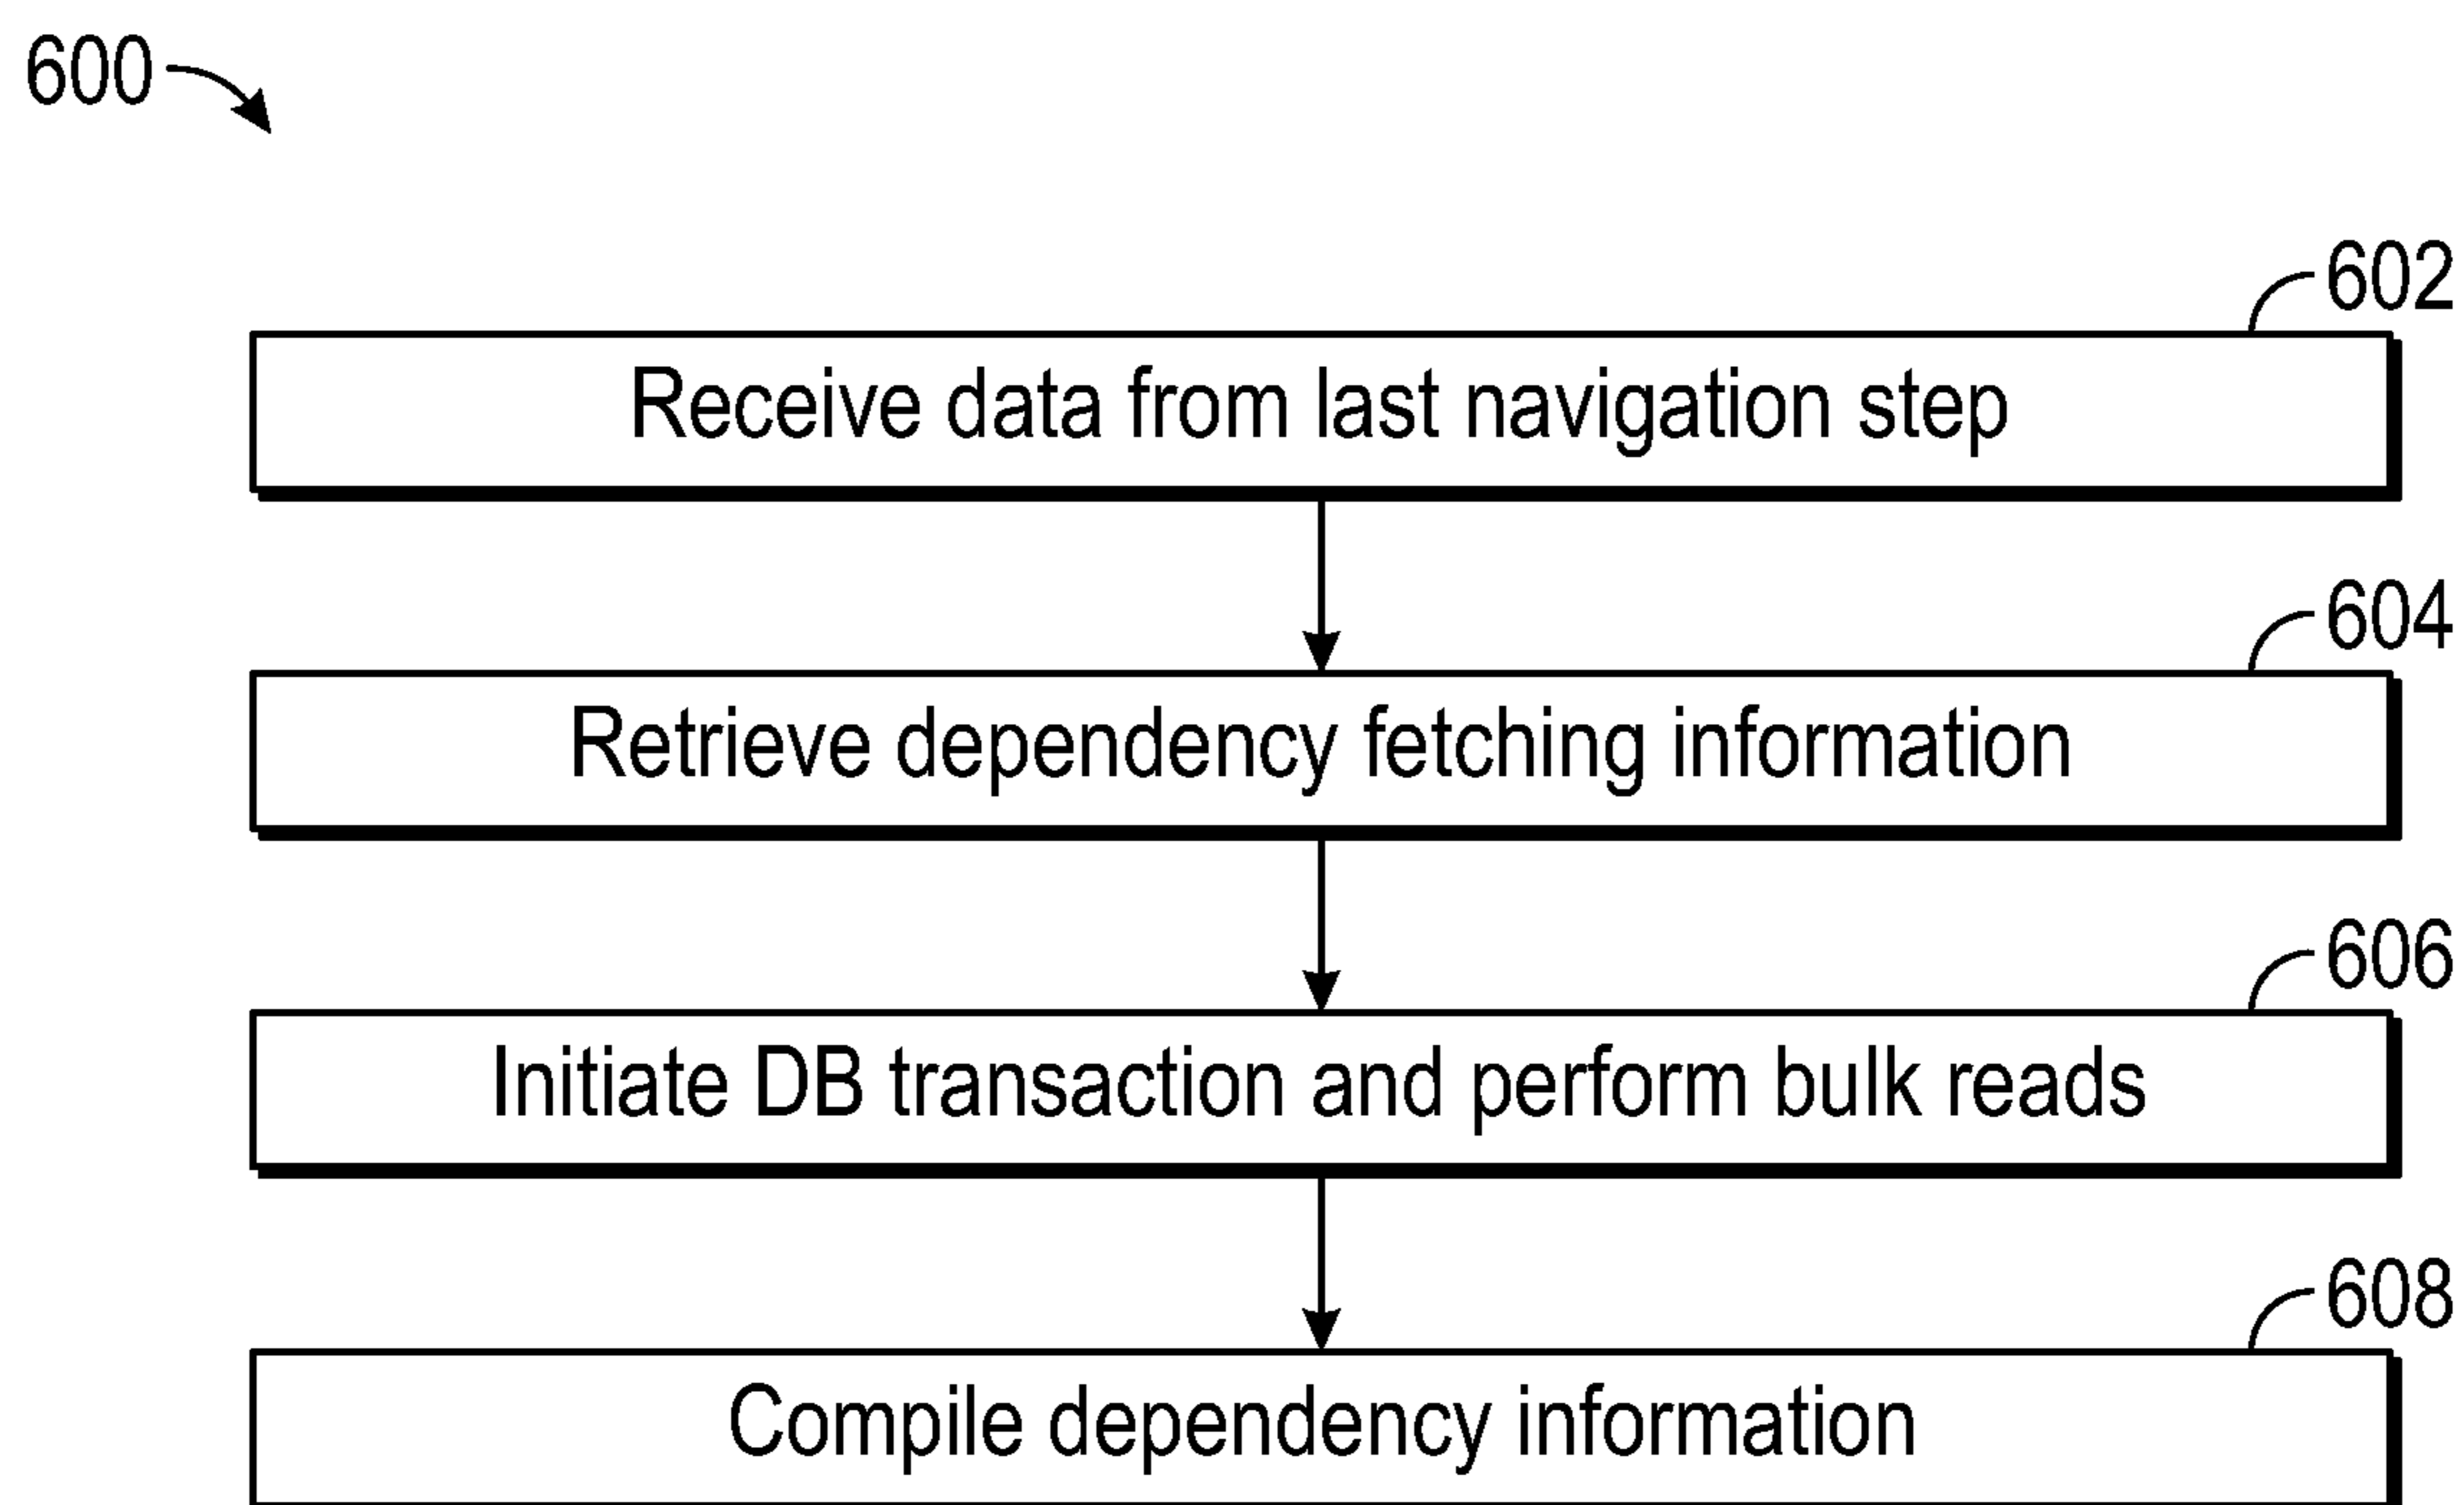 600
602
Receive data from last navigation step
604
Retrieve dependency fetching information
606
Initiate DB transaction and perform bulk reads
608
Compile dependency information